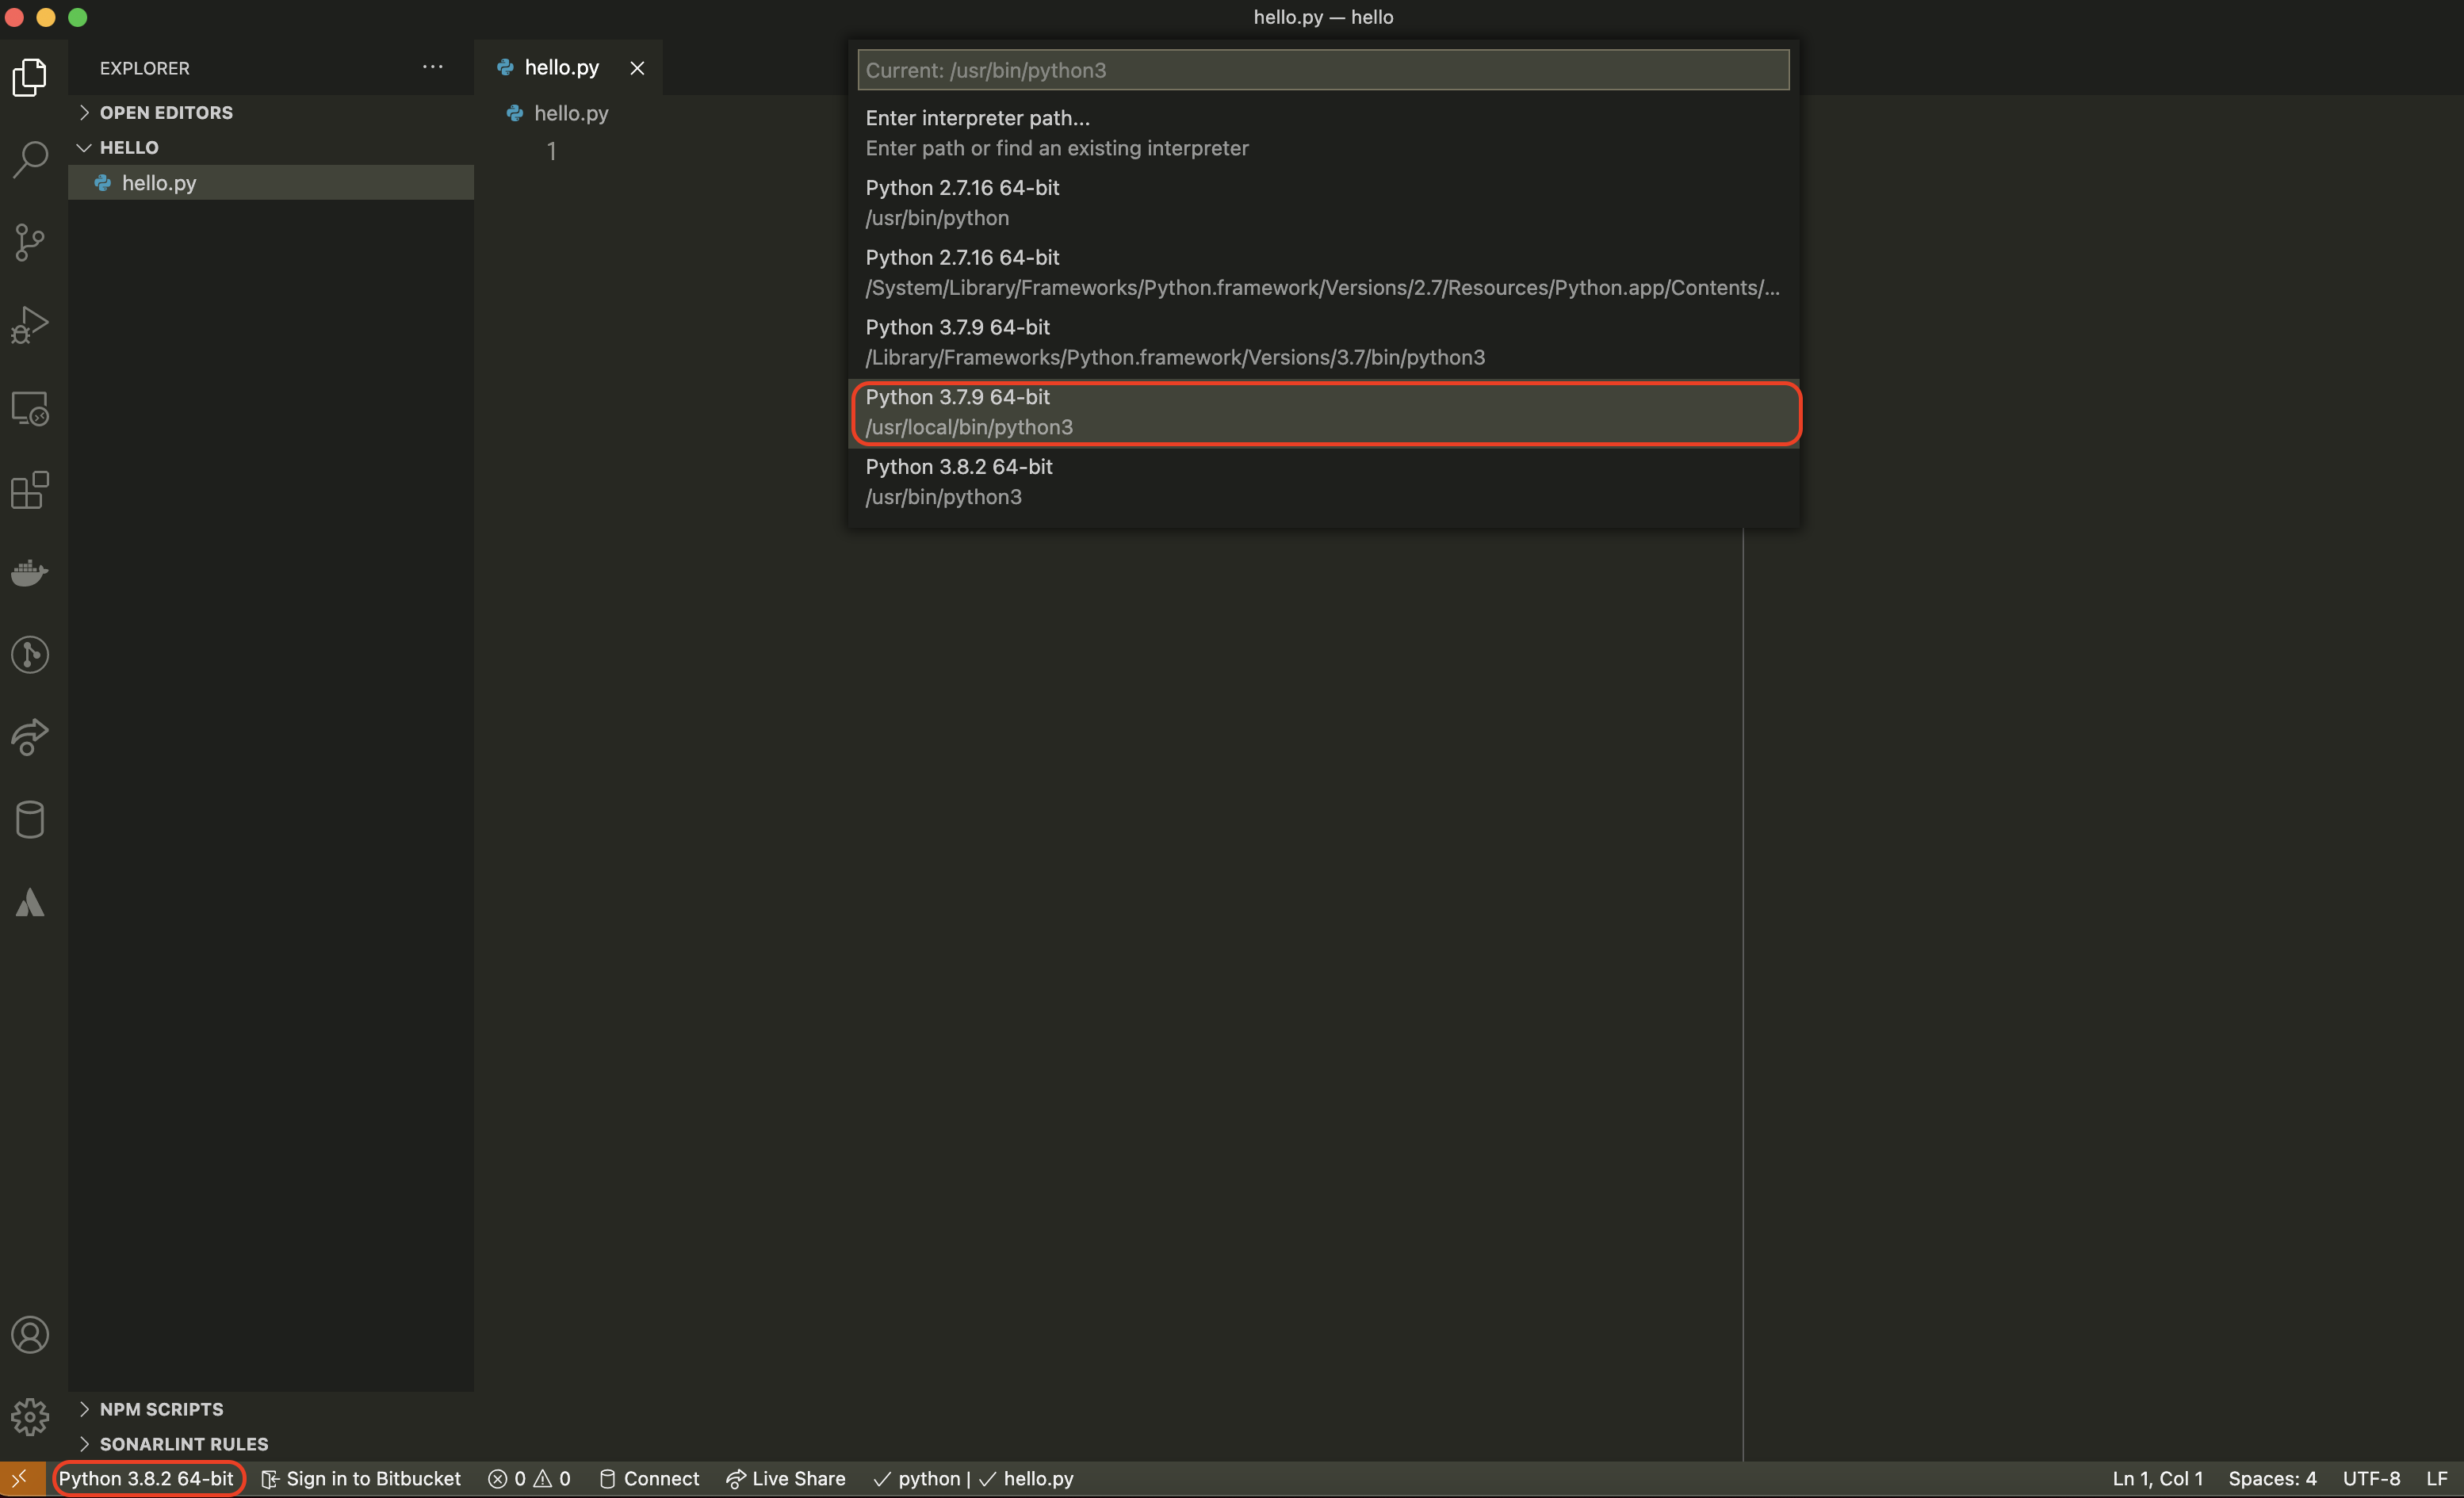 hello.py — hello
EXPLORER
OPEN EDITORS
HELLO
hello.py
NPM SCRIPTS
SONARLINT RULES
hello.py
hello.py
1
Current: /usr/bin/python3
Enter interpreter path...
Enter path or find an existing interpreter
Python 2.7.16 64-bit
/usr/bin/python
Python 2.7.16 64-bit
/System/Library/Frameworks/Python.framework/Versions/2.7/Resources/Python.app/Contents/...
Python 3.7.9 64-bit
/Library/Frameworks/Python.framework/Versions/3.7/bin/python3
Python 3.7.9 64-bit
/usr/local/bin/python3
Python 3.8.2 64-bit
/usr/bin/python3
Python 3.8.2 64-bit Sign in to Bitbucket 0 0 Connect Live Share python | hello.py Ln 1, Col 1 Spaces: 4 UTF-8 LF